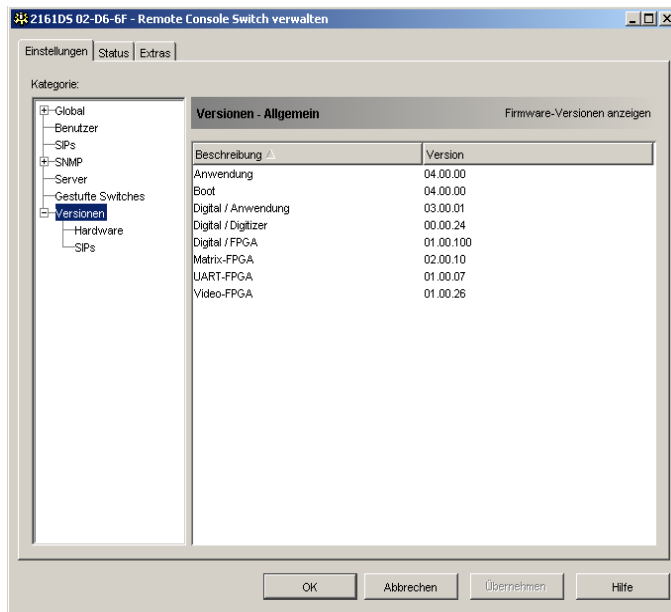 2161DS 02-D6-6F - Remote Console Switch verwalten
Einstellungen Status Extras
Kategorie:
Global
Benutzer
SIPs
SNMP
Server
Gestufte Switches
Versionen
Hardware
SIPs
Versionen - Allgemein Firmware-Versionen anzeigen
Beschreibung Version
Anwendung 04.00.00
Boot 04.00.00
Digital / Anwendung 03.00.01
Digital / Digitizer 00.00.24
Digital / FPGA 01.00.100
Matrix-FPGA 02.00.10
UART-FPGA 01.00.07
Video-FPGA 01.00.26
OK Abbrechen Übernehmen Hilfe